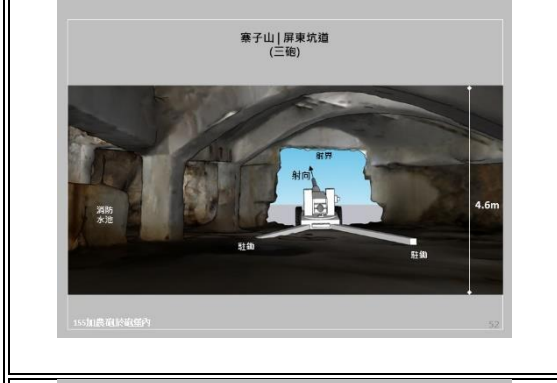 寨子山 | 屏東坑道
(三砲)
射界
射向
消防
水池
4.6m
駐鋤
駐鋤
155加農砲於砲堡內
52